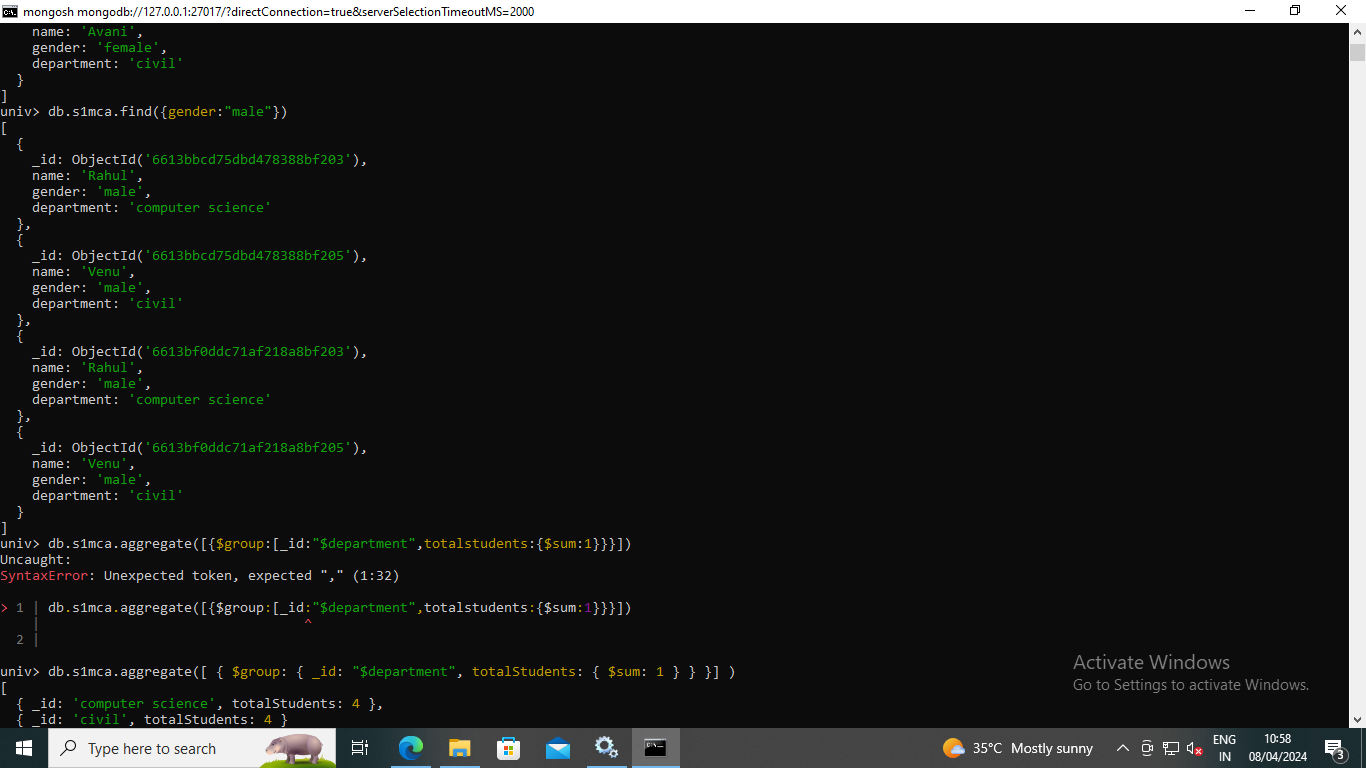 mongosh mongodb://127.0.0.1:27017/?directConnection=true&serverSelectionTimeoutMS=2000
    name: 'Avani',
    gender: 'female',
    department: 'civil'
  }
]
univ> db.s1mca.find({gender:"male"})
[
  {
    _id: ObjectId('6613bbcd75dbd478388bf203'),
    name: 'Rahul',
    gender: 'male',
    department: 'computer science'
  },
  {
    _id: ObjectId('6613bbcd75dbd478388bf205'),
    name: 'Venu',
    gender: 'male',
    department: 'civil'
  },
  {
    _id: ObjectId('6613bf0ddc71af218a8bf203'),
    name: 'Rahul',
    gender: 'male',
    department: 'computer science'
  },
  {
    _id: ObjectId('6613bf0ddc71af218a8bf205'),
    name: 'Venu',
    gender: 'male',
    department: 'civil'
  }
]
univ> db.s1mca.aggregate([{$group:[_id:"$department",totalstudents:{$sum:1}}}])
Uncaught:
SyntaxError: Unexpected token, expected "," (1:32)
> 1 | db.s1mca.aggregate([{$group:[_id:"$department",totalstudents:{$sum:1}}}])
    |                                 ^
  2 |
univ> db.s1mca.aggregate([ { $group: { _id: "$department", totalStudents: { $sum: 1 } } }] )
[
  { _id: 'computer science', totalStudents: 4 },
  { _id: 'civil', totalStudents: 4 }
Activate Windows
Go to Settings to activate Windows.
Type here to search
35°C Mostly sunny
ENG
IN
10:58
08/04/2024
3